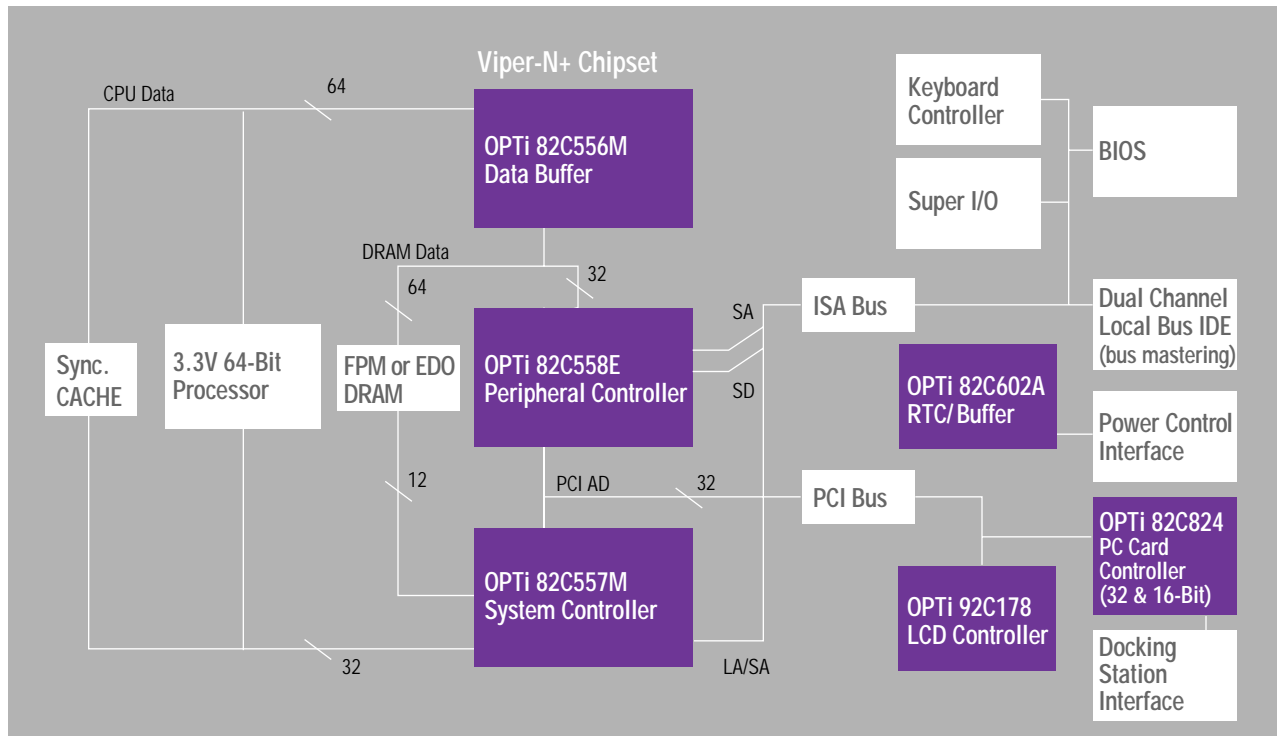 Viper-N+ Chipset
CPU Data
64
OPTi 82C556M
Data Buffer
Keyboard
Controller
BIOS
Super I/O
DRAM Data
64
32
SA
SD
ISA Bus
Dual Channel
Local Bus IDE
(bus mastering)
Sync.
CACHE
3.3V 64-Bit
Processor
FPM or EDO
DRAM
OPTi 82C558E
Peripheral Controller
OPTi 82C602A
RTC/Buffer
Power Control
Interface
12
PCI AD
32
PCI Bus
OPTi 82C824
PC Card
Controller
(32 & 16-Bit)
OPTi 82C557M
System Controller
OPTi 92C178
LCD Controller
32
LA/SA
Docking
Station
Interface